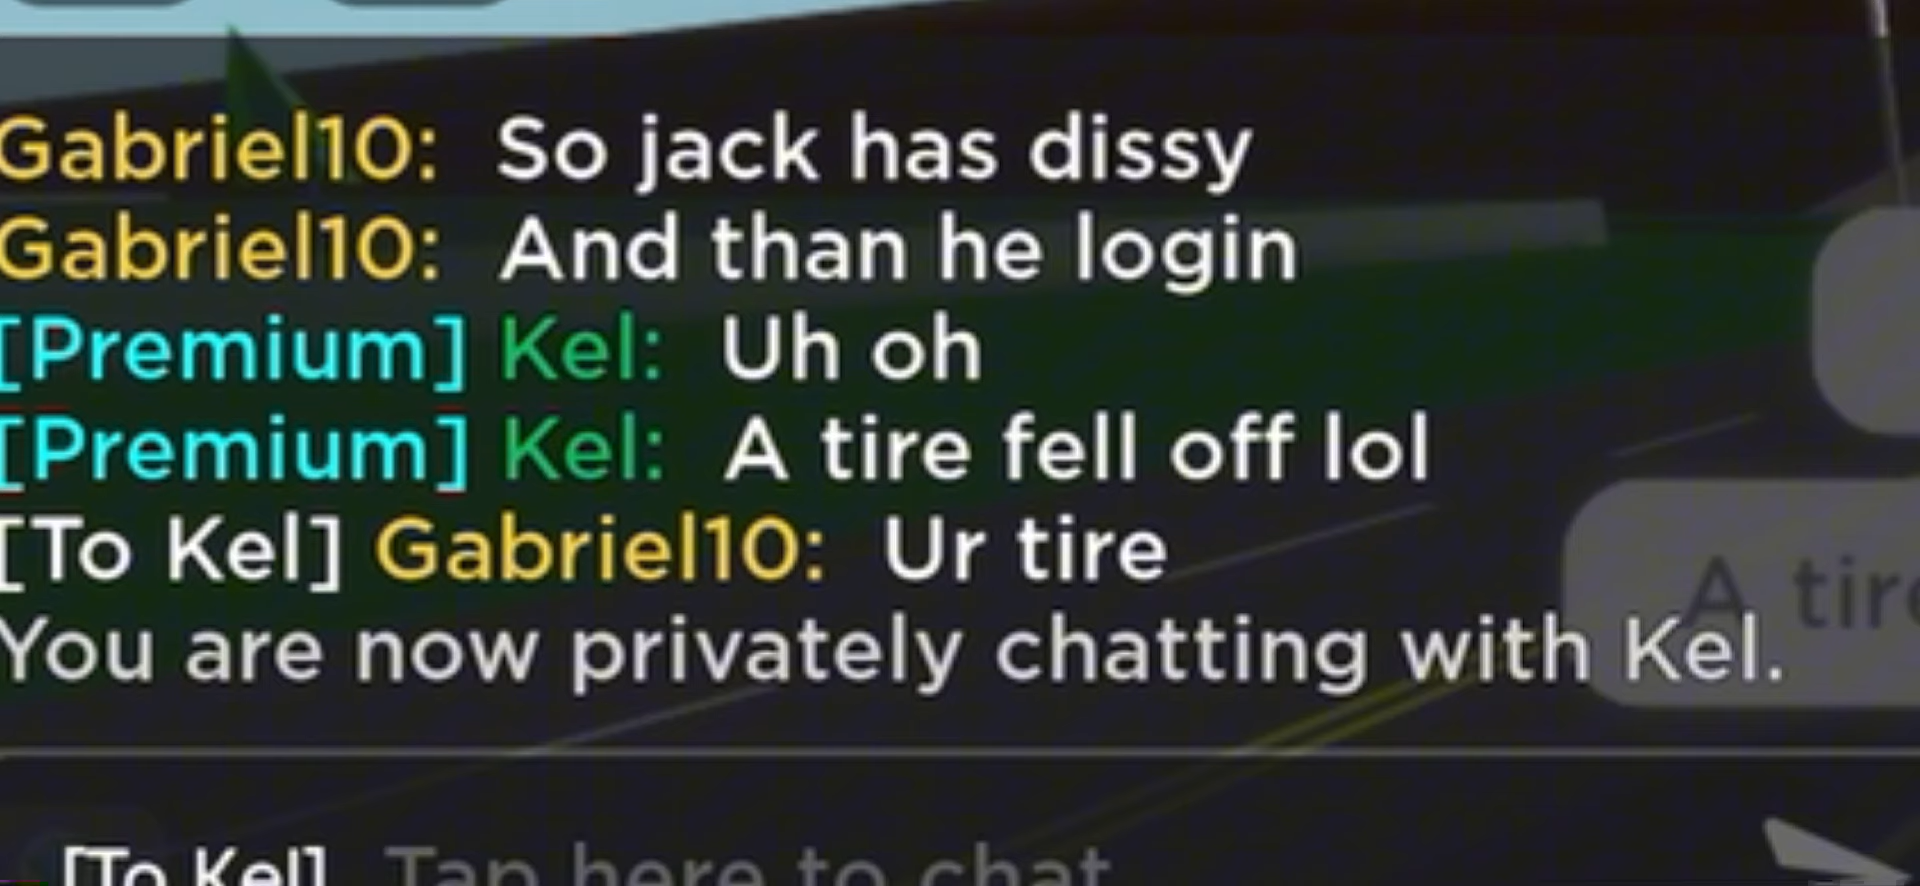 Gabriel10: So jack has dissy
Gabriel10: And than he login
[Premium] Kel: Uh oh
[Premium] Kel: A tire fell off lol
[To Kel] Gabriel10: Ur tire
A tire
You are now privately chatting with Kel.
[To Kel] Tap here to chat